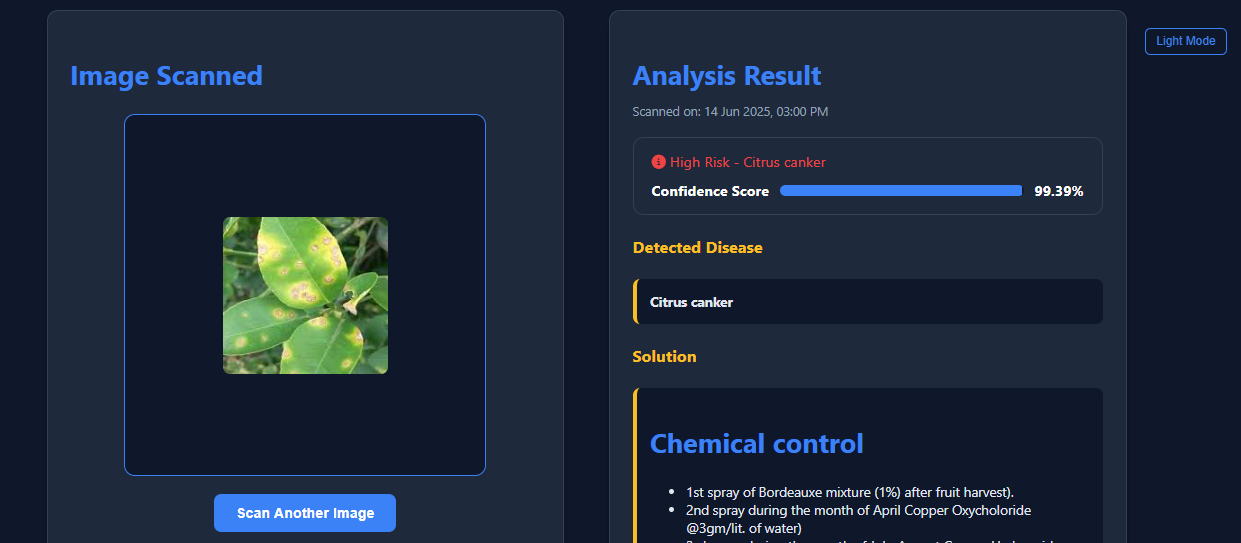 Image Scanned
Scan Another Image
Analysis Result
Scanned on: 14 Jun 2025, 03:00 PM
High Risk - Citrus canker
Confidence Score 99.39%
Detected Disease
Citrus canker
Solution
Chemical control
• 1st spray of Bordeauxe mixture (1%) after fruit harvest).
• 2nd spray during the month of April Copper Oxycholoride
@3gm/lit. of water)
Light Mode